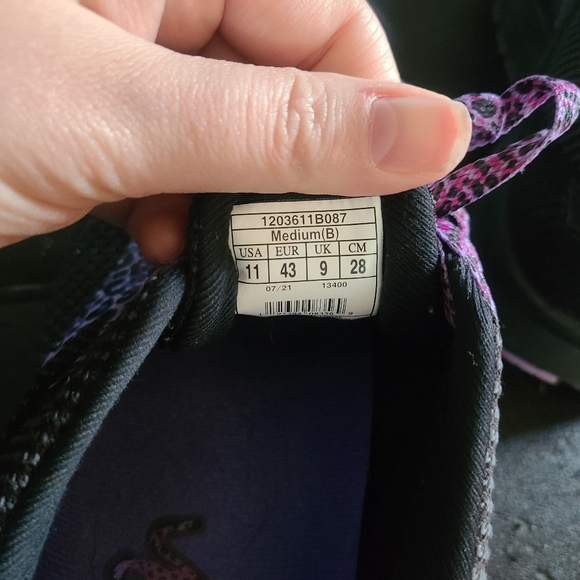 1203611B087
Medium(B)
USA EUR UK CM
11 43 9 28
07/21 13400